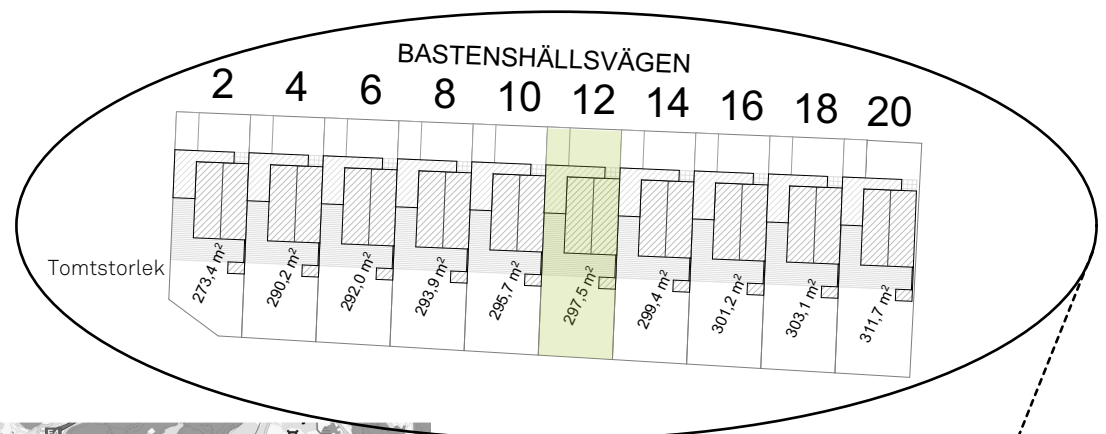 BASTENSHÄLLSVÄGEN
2 4 6 8 10 12 14 16 18 20
Tomtstorlek
273,4 m²
290,2 m²
292,0 m²
293,9 m²
295,7 m²
297,5 m²
299,4 m²
301,2 m²
303,1 m²
311,7 m²
E4